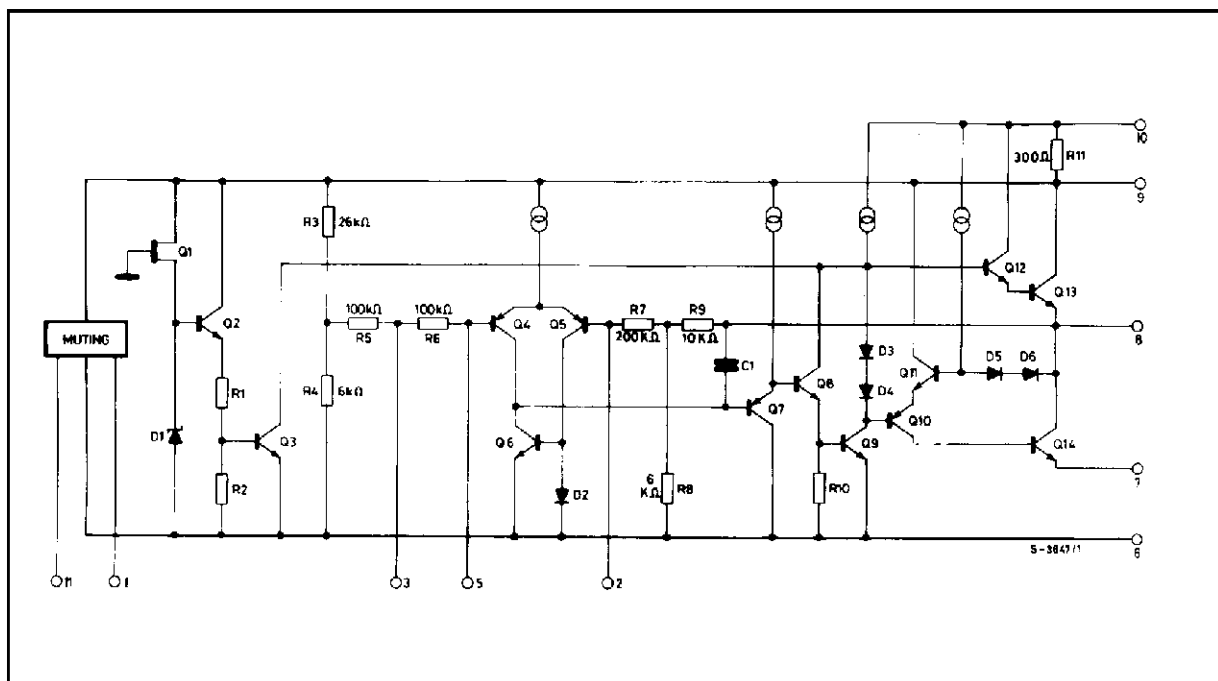 10
300Ω R11
9
R3 26kΩ
Q1
Q12
Q13
100kΩ 100kΩ
R5 R6
Q2
Q4 Q5
R7 R9
200KΩ 10KΩ
8
MUTING
D3
C1
Q11
D5 D6
R1
R4 6kΩ
Q8
D4
Q7
Q10
D1
Q3
Q6
Q9
Q14
R2
D2
6
KΩ R8
R10
7
S-3847/1
6
11 1 3 5 2